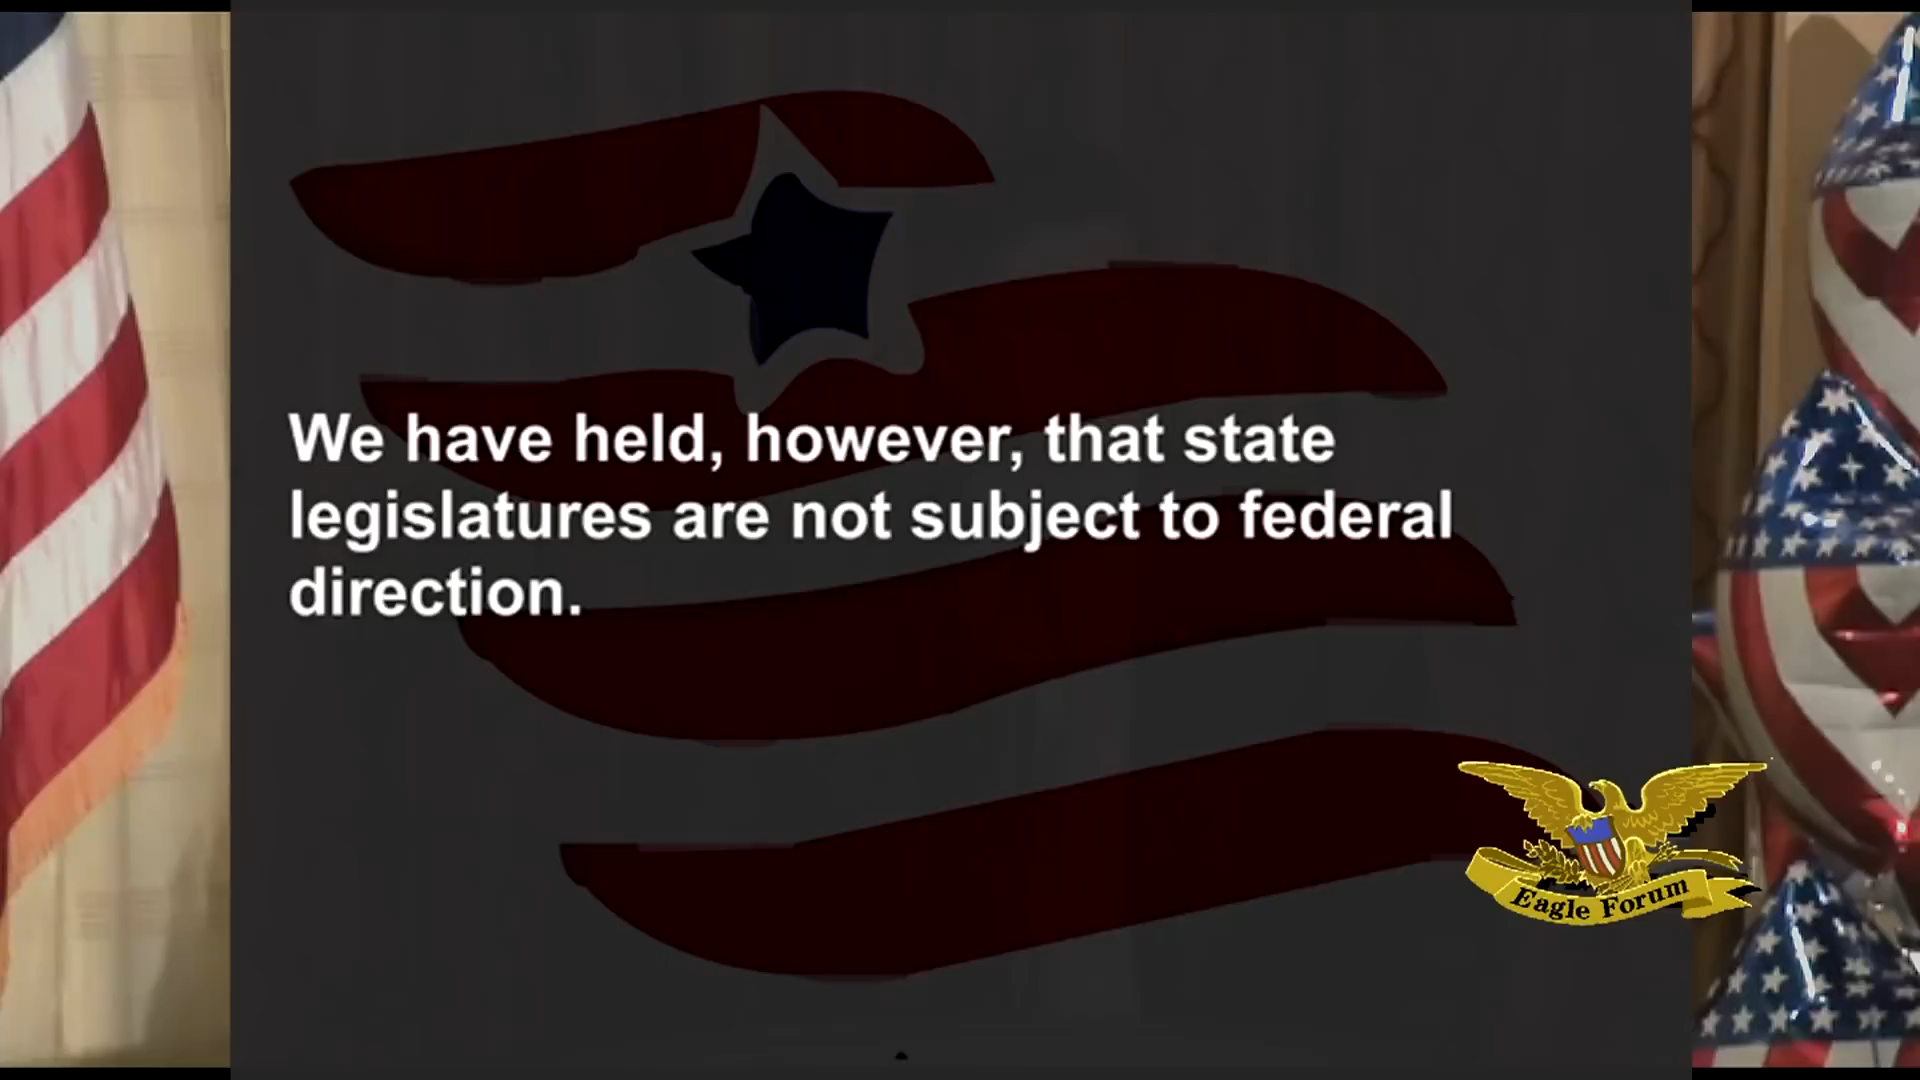 We have held, however, that state
legislatures are not subject to federal
direction.
Eagle Forum